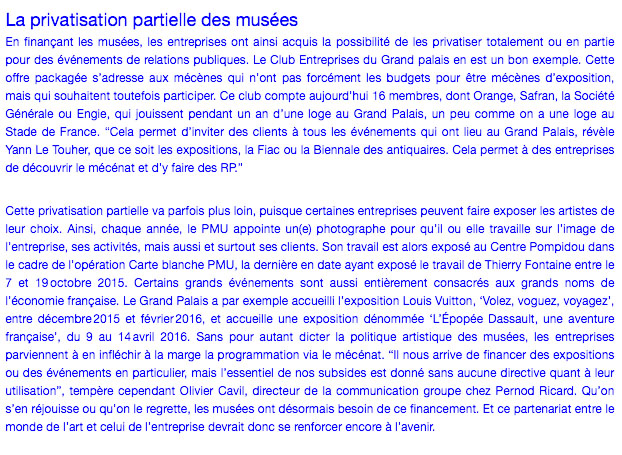 La privatisation partielle des musées
En finançant les musées, les entreprises ont ainsi acquis la possibilité de les privatiser totalement ou en partie
pour des événements de relations publiques. Le Club Entreprises du Grand palais en est un bon exemple. Cette
offre packagée s’adresse aux mécènes qui n’ont pas forcément les budgets pour être mécènes d’exposition,
mais qui souhaitent toutefois participer. Ce club compte aujourd’hui 16 membres, dont Orange, Safran, la Société
Générale ou Engie, qui jouissent pendant un an d’une loge au Grand Palais, un peu comme on a une loge au
Stade de France. “Cela permet d’inviter des clients à tous les événements qui ont lieu au Grand Palais, révèle
Yann Le Touher, que ce soit les expositions, la Fiac ou la Biennale des antiquaires. Cela permet à des entreprises
de découvrir le mécénat et d’y faire des RP.”
Cette privatisation partielle va parfois plus loin, puisque certaines entreprises peuvent faire exposer les artistes de
leur choix. Ainsi, chaque année, le PMU appointe un(e) photographe pour qu’il ou elle travaille sur l’image de
l’entreprise, ses activités, mais aussi et surtout ses clients. Son travail est alors exposé au Centre Pompidou dans
le cadre de l’opération Carte blanche PMU, la dernière en date ayant exposé le travail de Thierry Fontaine entre le
7 et 19 octobre 2015. Certains grands événements sont aussi entièrement consacrés aux grands noms de
l’économie française. Le Grand Palais a par exemple accueilli l’exposition Louis Vuitton, ‘Volez, voguez, voyagez’,
entre décembre 2015 et février 2016, et accueille une exposition dénommée ‘L’Épopée Dassault, une aventure
française’, du 9 au 14 avril 2016. Sans pour autant dicter la politique artistique des musées, les entreprises
parviennent à en infléchir à la marge la programmation via le mécénat. “Il nous arrive de financer des expositions
ou des événements en particulier, mais l’essentiel de nos subsides est donné sans aucune directive quant à leur
utilisation”, tempère cependant Olivier Cavil, directeur de la communication groupe chez Pernod Ricard. Qu’on
s’en réjouisse ou qu’on le regrette, les musées ont désormais besoin de ce financement. Et ce partenariat entre le
monde de l’art et celui de l’entreprise devrait donc se renforcer encore à l’avenir.